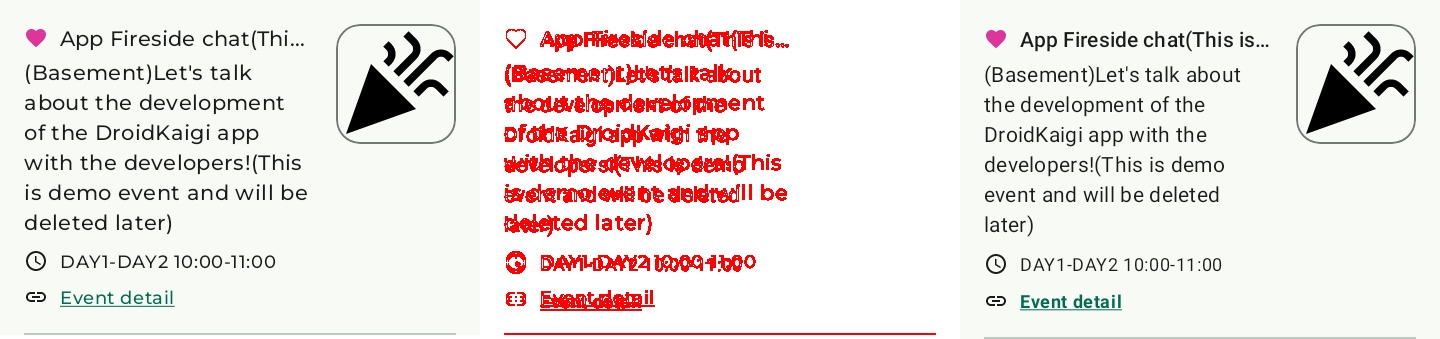 App Fireside chat(Thi...
(Basement)Let's talk
about the development
of the DroidKaigi app
with the developers!(This
is demo event and will be
deleted later)
DAY1-DAY2 10:00-11:00
Event detail
App Fireside chat(This is...
(Basement)Let's talk about
the development of the
DroidKaigi app with the
developers!(This is demo
event and will be deleted
later)
DAY1-DAY2 10:00-11:00
Event detail